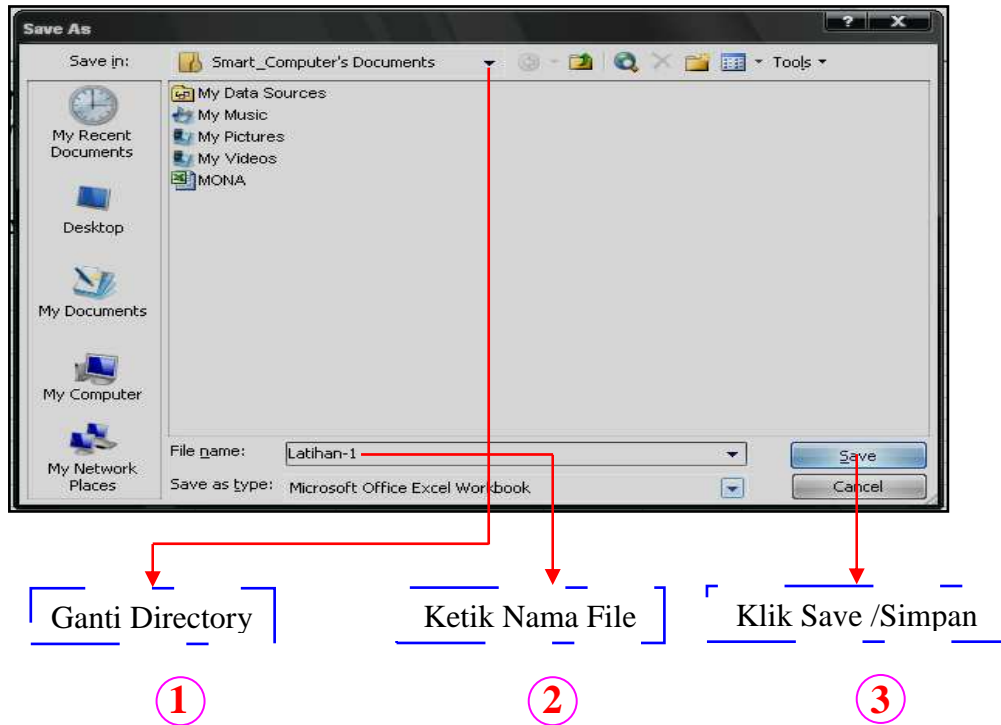 Save As
? X
Save in: Smart_Computer's Documents Tools
My Data Sources
My Music
My Pictures
My Videos
MONA
My Recent
Documents
Desktop
My Documents
My Computer
My Network
Places
File name: Latihan-1 Save
Save as type: Microsoft Office Excel Workbook Cancel
Ganti Directory Ketik Nama File Klik Save /Simpan
1 2 3